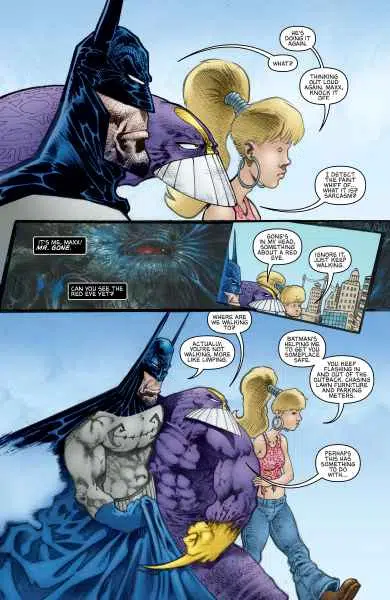 HE'S
DOING IT
AGAIN.
WHAT?
THINKING
OUT LOUD
AGAIN, MAXX.
KNOCK IT
OFF.
I DETECT
THE FAINT
WHIFF OF...
WHAT IT IS?
SARCASM?
IT'S ME, MAXX!
MR. GONE.
CAN YOU SEE THE
RED EYE YET?
GONE'S
IN MY HEAD,
SOMETHING
ABOUT A RED
EYE.
IGNORE IT,
JUST KEEP
WALKING.
WHERE ARE
WE WALKING
TO?
ACTUALLY,
YOU'RE NOT
WALKING, MORE
LIKE LIMPING.
BATMAN'S
HELPING ME
TO GET YOU
SOMEPLACE
SAFE.
YOU KEEP
FLASHING IN
AND OUT OF THE
OUTBACK, CHASING
LAWN FURNITURE
AND PARKING
METERS.
PERHAPS
THIS HAS
SOMETHING
TO DO
WITH...